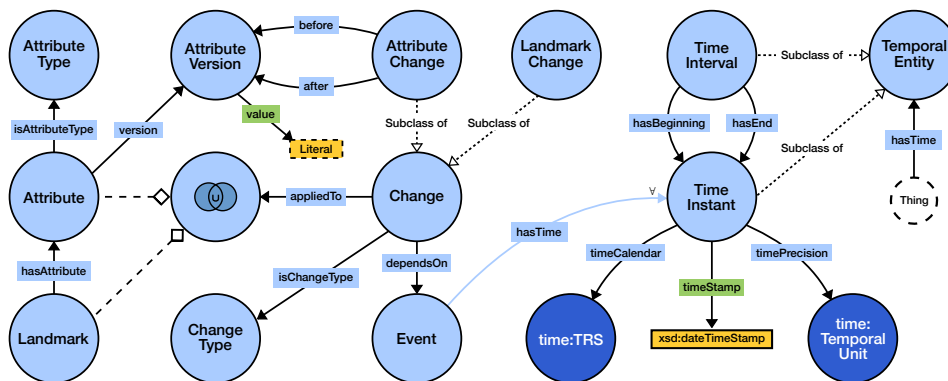 Attribute
Type
Attribute
Version
before
after
Attribute
Change
Landmark
Change
Time
Interval
Subclass of
Temporal
Entity
isAttributeType
version
value
Literal
Subclass of
Subclass of
hasBeginning
hasEnd
Subclass of
hasTime
Attribute
∪
appliedTo
Change
hasTime
∀
Time
Instant
Thing
hasAttribute
isChangeType
dependsOn
timeCalendar
timeStamp
timePrecision
Landmark
Change
Type
Event
time:TRS
xsd:dateTimeStamp
time:
Temporal
Unit